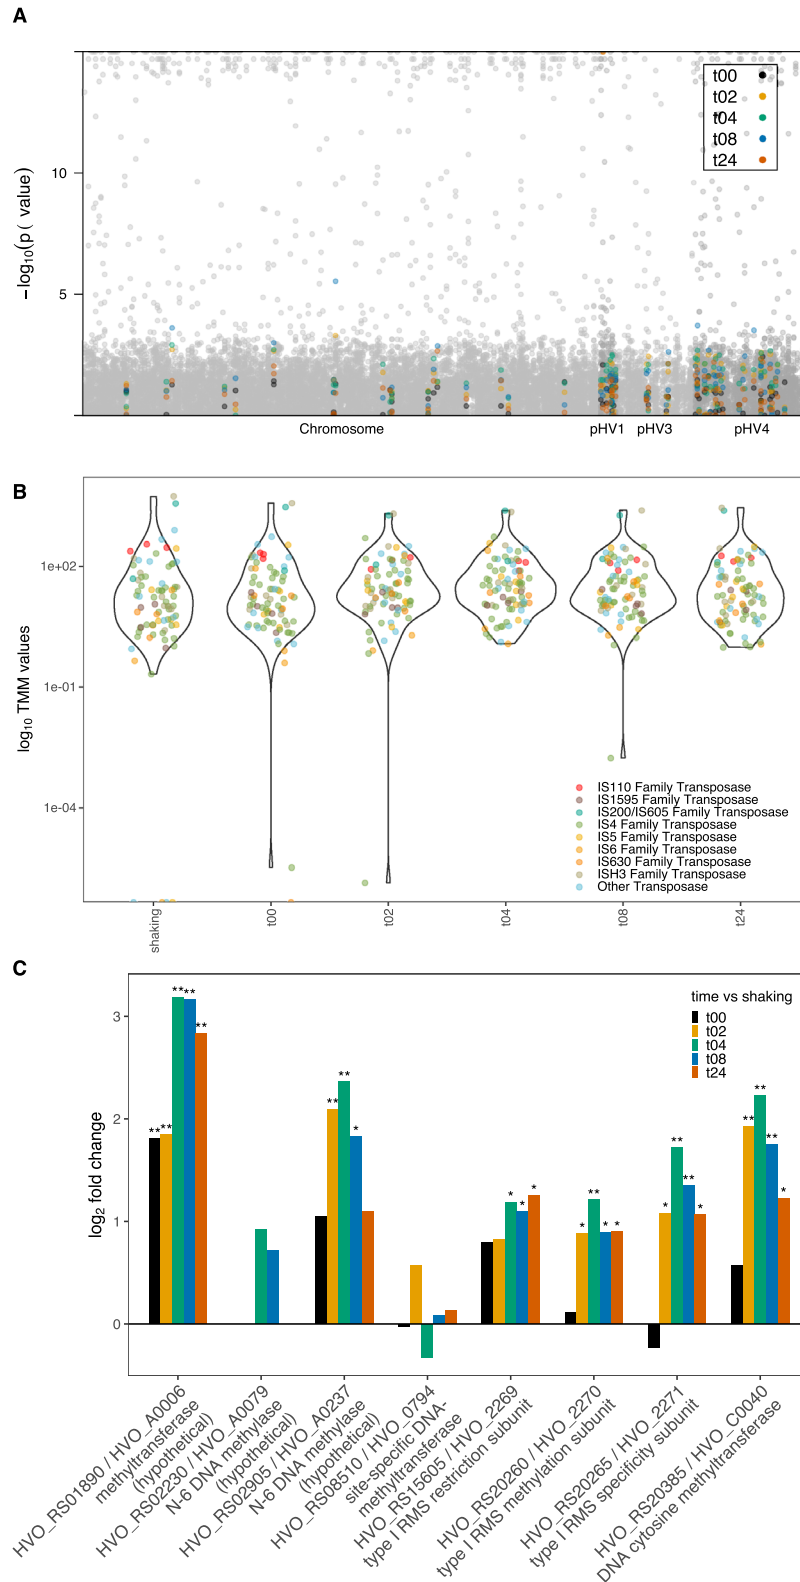 A
−log10(p ( value)
10
5
t00
t02
t04
t08
t24
Chromosome
pHV1
pHV3
pHV4
B
log10 TMM values
1e+02
1e-01
1e-04
IS110 Family Transposase
IS1595 Family Transposase
IS200/IS605 Family Transposase
IS4 Family Transposase
IS5 Family Transposase
IS6 Family Transposase
IS630 Family Transposase
ISH3 Family Transposase
Other Transposase
shaking
t00
t02
t04
t08
t24
C
log2 fold change
3
2
1
0
time vs shaking
t00
t02
t04
t08
t24
** ** ** ** **
** ** *
* * *
* ** * *
* ** ** *
** ** ** *
HVO_RS01890 / HVO_A0006
methyltransferase
(hypothetical)
HVO_RS02230 / HVO_A0079
N-6 DNA methylase
(hypothetical)
HVO_RS02905 / HVO_A0237
N-6 DNA methylase
(hypothetical)
HVO_RS08510 / HVO_0794
site-specific DNA-
methyltransferase
HVO_RS15605 / HVO_2269
type I RMS restriction subunit
HVO_RS20260 / HVO_2270
type I RMS methylation subunit
HVO_RS20265 / HVO_2271
type I RMS specificity subunit
HVO_RS20385 / HVO_C0040
DNA cytosine methyltransferase